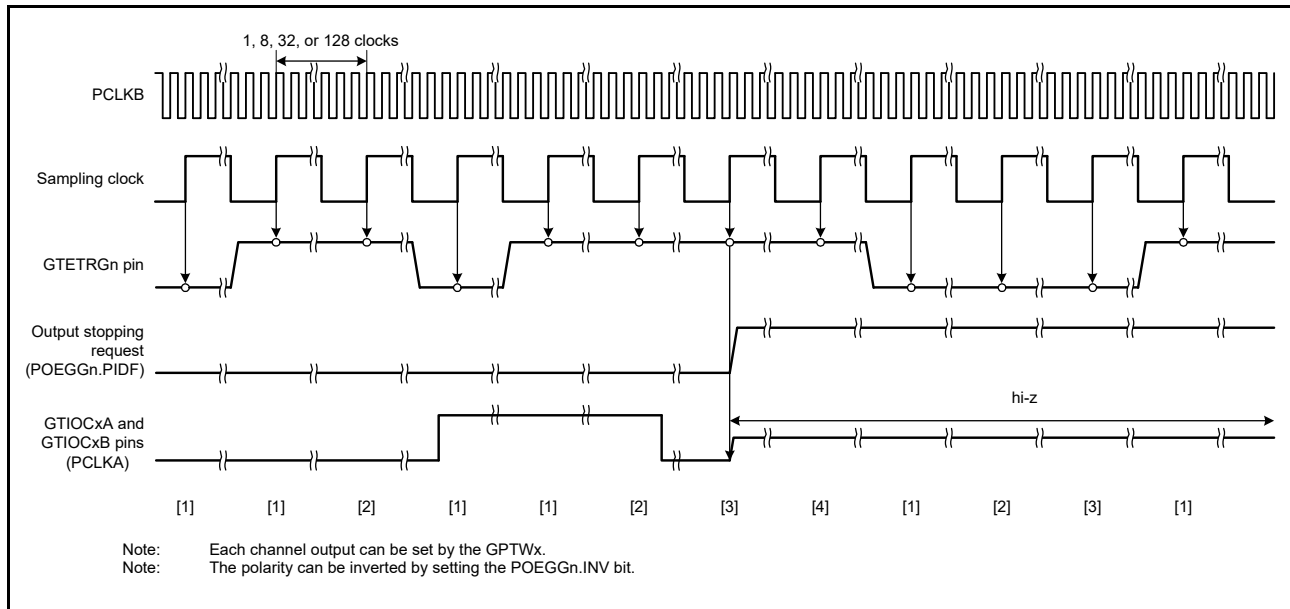 1, 8, 32, or 128 clocks
PCLKB
Sampling clock
GTETRGn pin
Output stopping
request
(POEGGn.PIDF)
hi-z
GTIOCxA and
GTIOCxB pins
(PCLKA)
[1] [1] [2] [1] [1] [2] [3] [4] [1] [2] [3] [1]
Note: Each channel output can be set by the GPTWx.
Note: The polarity can be inverted by setting the POEGGn.INV bit.